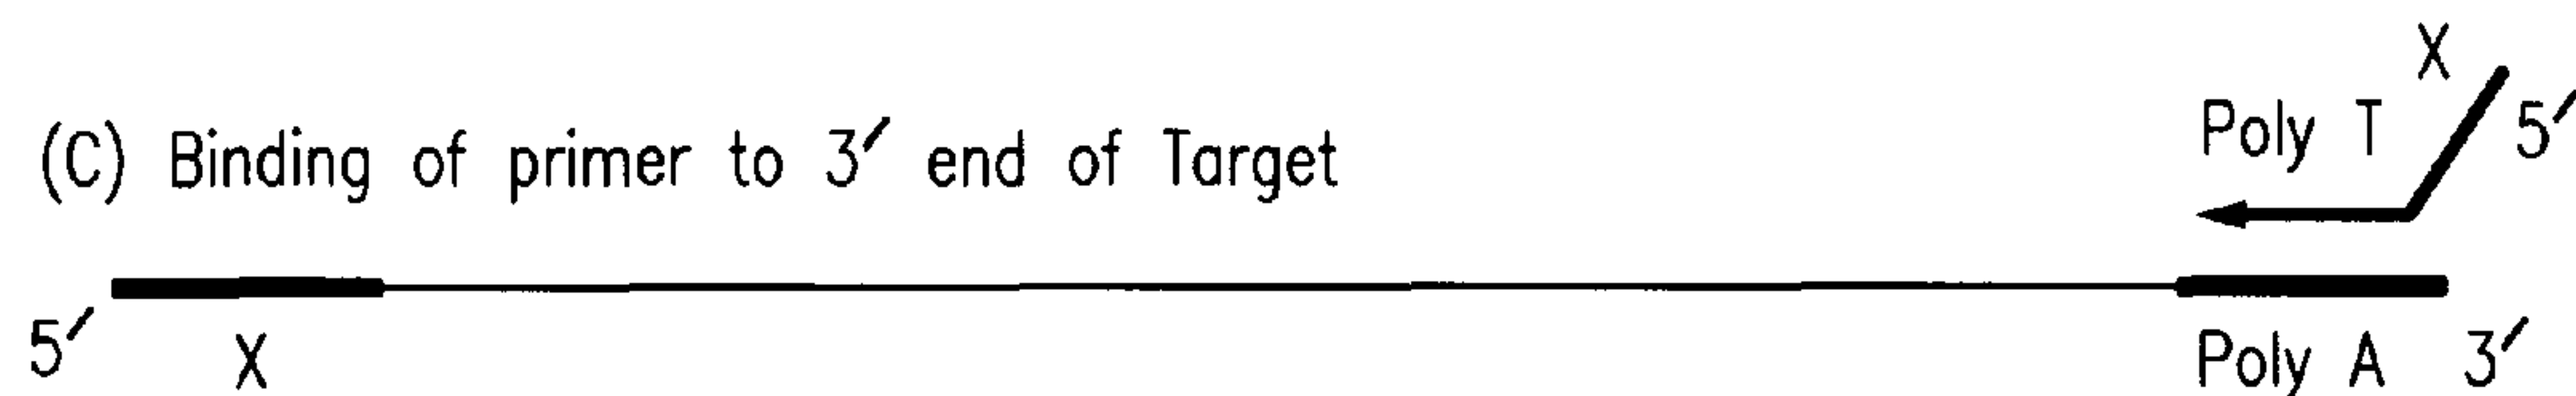 X
Poly T 5′
(C) Binding of primer to 3′ end of Target
5′ X Poly A 3′